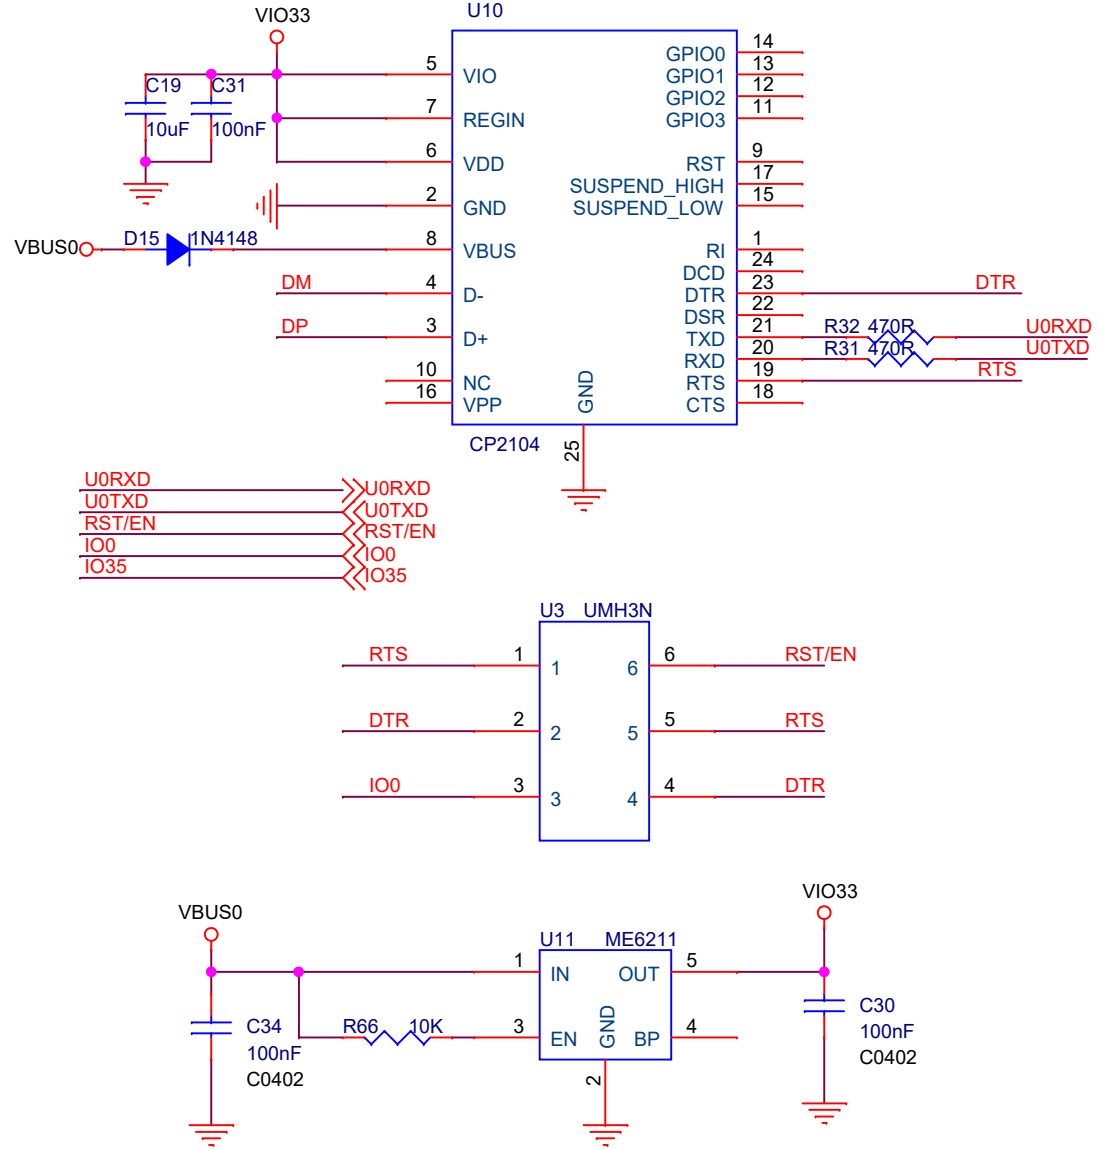 VIO33
U10
C19
C31
10uF
100nF
5
VIO
7
REGIN
6
VDD
2
GND
VBUS0
D15
1N4148
8
VBUS
DM
4
D-
DP
3
D+
10
NC
16
VPP
GPIO0
14
GPIO1
13
GPIO2
12
GPIO3
11
RST
9
SUSPEND_HIGH
17
SUSPEND_LOW
15
RI
1
DCD
24
DTR
23
DTR
DSR
22
TXD
21
R32 470R
U0RXD
RXD
20
R31 470R
U0TXD
RTS
19
RTS
CTS
18
GND
25
CP2104
U0RXD
U0RXD
U0TXD
U0TXD
RST/EN
RST/EN
IO0
IO0
IO35
IO35
U3 UMH3N
RTS
1
1
6
6
RST/EN
DTR
2
2
5
5
RTS
IO0
3
3
4
4
DTR
VBUS0
VIO33
U11 ME6211
1
IN
OUT
5
C34
100nF
C0402
R66 10K
3
EN
GND
BP
4
2
C30
100nF
C0402